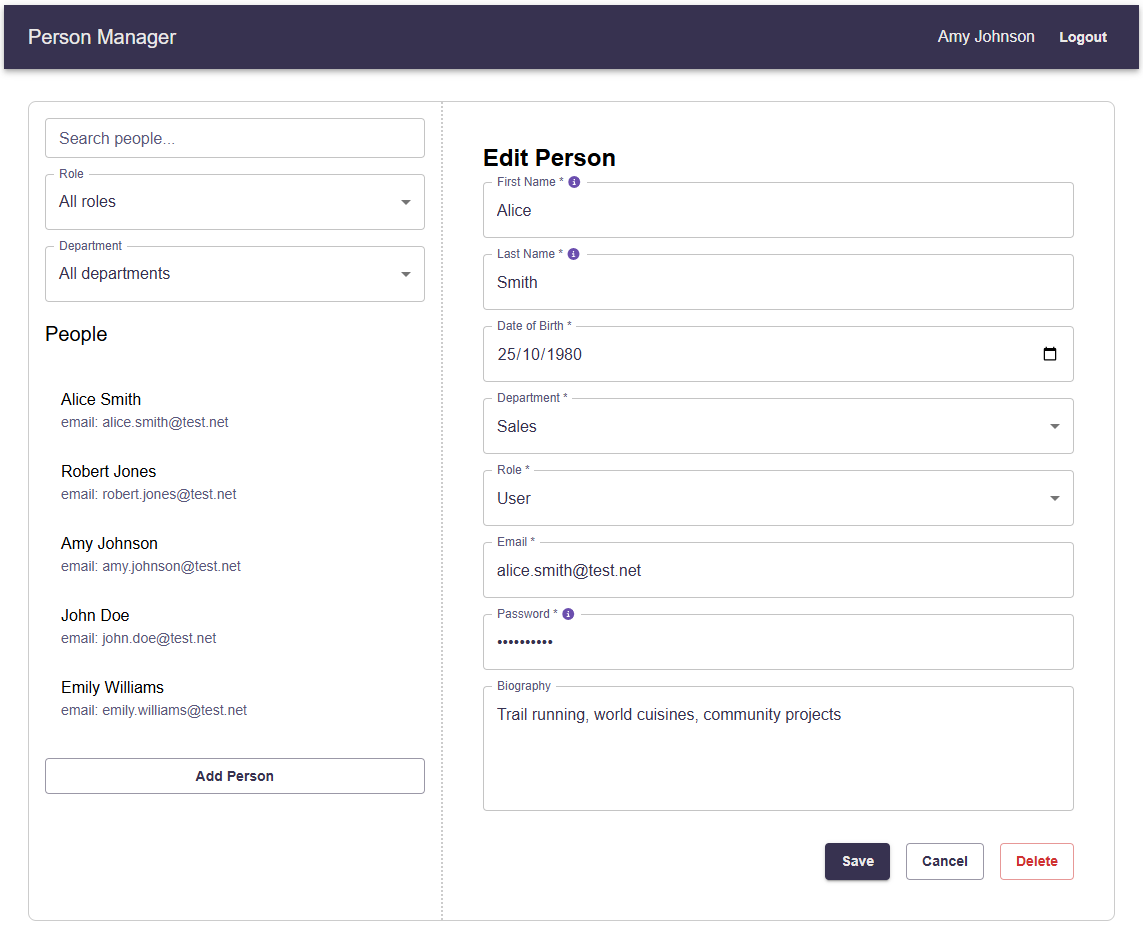 Person Manager
Amy Johnson
Logout
Search people...
Role
All roles
Department
All departments
People
Alice Smith
email: alice.smith@test.net
Robert Jones
email: robert.jones@test.net
Amy Johnson
email: amy.johnson@test.net
John Doe
email: john.doe@test.net
Emily Williams
email: emily.williams@test.net
Add Person
Edit Person
First Name *
Alice
Last Name *
Smith
Date of Birth *
25/10/1980
Department *
Sales
Role *
User
Email *
alice.smith@test.net
Password *
••••••••••
Biography
Trail running, world cuisines, community projects
Save
Cancel
Delete